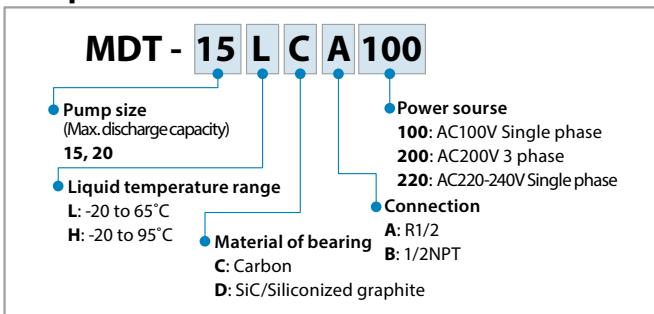 MDT - 15 L C A 100
Pump size
(Max. discharge capacity)
15, 20
Liquid temperature range
L: -20 to 65˚C
H: -20 to 95˚C
Material of bearing
C: Carbon
D: SiC/Siliconized graphite
Power sourse
100: AC100V Single phase
200: AC200V 3 phase
220: AC220-240V Single phase
Connection
A: R1/2
B: 1/2NPT